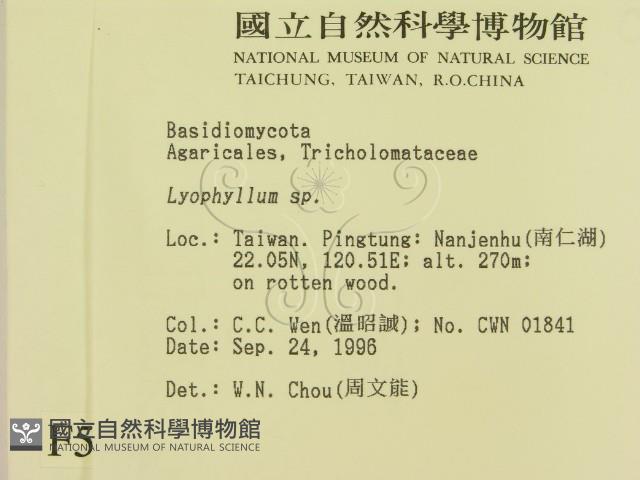 國立自然科學博物館
NATIONAL MUSEUM OF NATURAL SCIENCE
TAICHUNG, TAIWAN, R.O.CHINA
Basidiomycota
Agaricales, Tricholomataceae
Lyophyllum sp.
Loc.: Taiwan. Pingtung: Nanjenhu(南仁湖)
22.05N, 120.51E; alt. 270m;
on rotten wood.
Col.: C.C. Wen(溫昭誠); No. CWN 01841
Date: Sep. 24, 1996
Det.: W.N. Chou(周文能)
國立自然科學博物館
NATIONAL MUSEUM OF NATURAL SCIENCE
F5